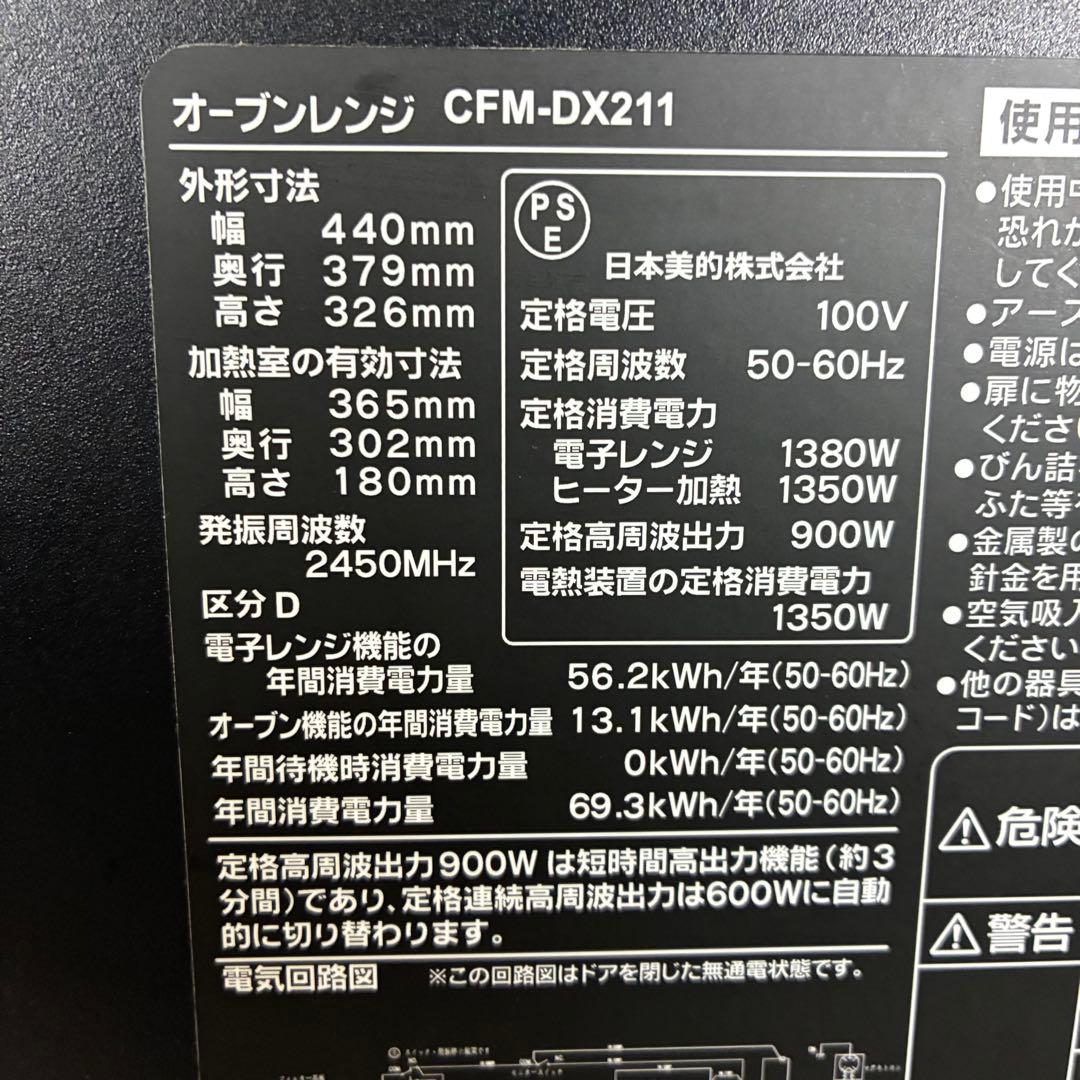 オーブンレンジ CFM-DX211
外形寸法
幅 440mm
奥行 379mm
高さ 326mm
加熱室の有効寸法
幅 365mm
奥行 302mm
高さ 180mm
発振周波数
2450MHz
区分 D
PS
E
日本美的株式会社
定格電圧 100V
定格周波数 50-60Hz
定格消費電力
電子レンジ 1380W
ヒーター加熱 1350W
定格高周波出力 900W
電熱装置の定格消費電力
1350W
電子レンジ機能の
年間消費電力量 56.2kWh/年(50-60Hz)
オーブン機能の年間消費電力量 13.1kWh/年(50-60Hz)
年間待機時消費電力量 0kWh/年(50-60Hz)
年間消費電力量 69.3kWh/年(50-60Hz)
定格高周波出力900Wは短時間高出力機能(約3
分間)であり、定格連続高周波出力は600Wに自動
的に切り替わります。
電気回路図 ※この回路図はドアを閉じた無通電状態です。
使用
●使用中
恐れが
してく
●アース
●電源は
●扉に物
くださ
●びん詰
ふた等
●金属製の
針金を用
●空気吸入
ください
●他の器具
コード)は
⚠危険
⚠警告